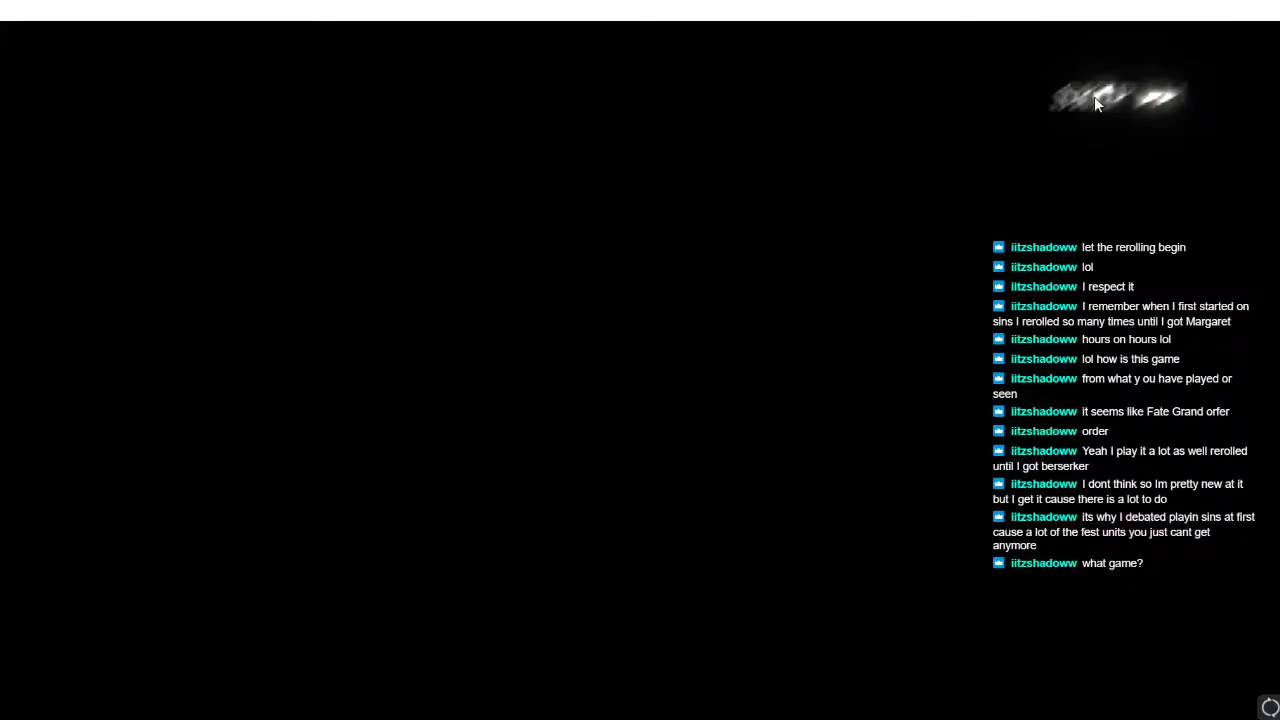 iitzshadoww let the rerolling begin
iitzshadoww lol
iitzshadoww I respect it
iitzshadoww I remember when I first started on
sins I rerolled so many times until I got Margaret
iitzshadoww hours on hours lol
iitzshadoww lol how is this game
iitzshadoww from what y ou have played or
seen
iitzshadoww it seems like Fate Grand orfer
iitzshadoww order
iitzshadoww Yeah I play it a lot as well rerolled
until I got berserker
iitzshadoww I dont think so Im pretty new at it
but I get it cause there is a lot to do
iitzshadoww its why I debated playin sins at first
cause a lot of the fest units you just cant get
anymore
iitzshadoww what game?